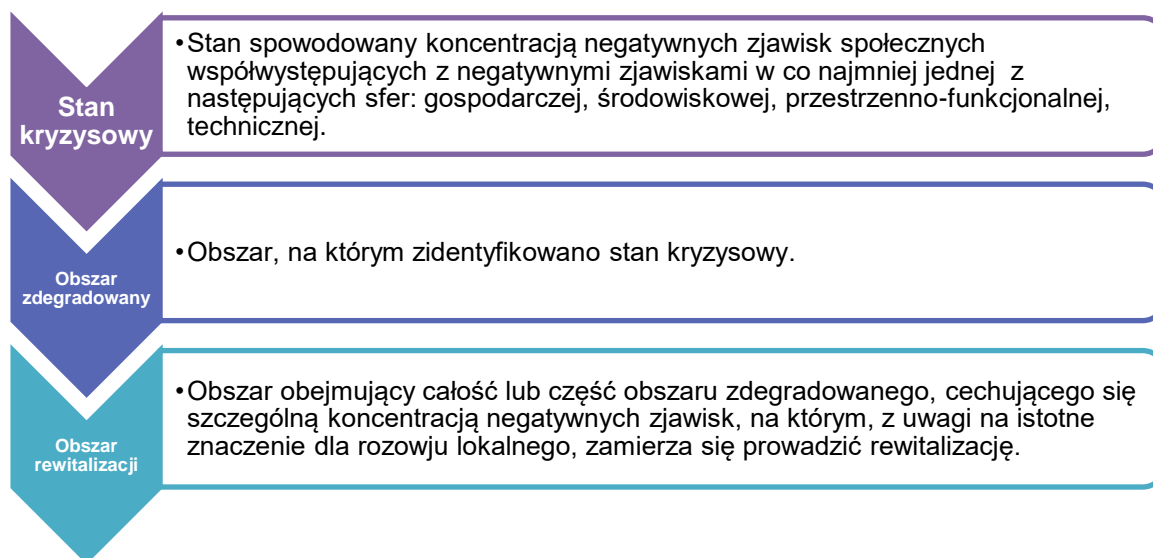 Stan
kryzysowy
•Stan spowodowany koncentracją negatywnych zjawisk społecznych
współwystępujących z negatywnymi zjawiskami w co najmniej jednej z
następujących sfer: gospodarczej, środowiskowej, przestrzenno-funkcjonalnej,
technicznej.
Obszar
zdegradowany
•Obszar, na którym zidentyfikowano stan kryzysowy.
Obszar
rewitalizacji
•Obszar obejmujący całość lub część obszaru zdegradowanego, cechującego się
szczególną koncentracją negatywnych zjawisk, na którym, z uwagi na istotne
znaczenie dla rozowju lokalnego, zamierza się prowadzić rewitalizację.